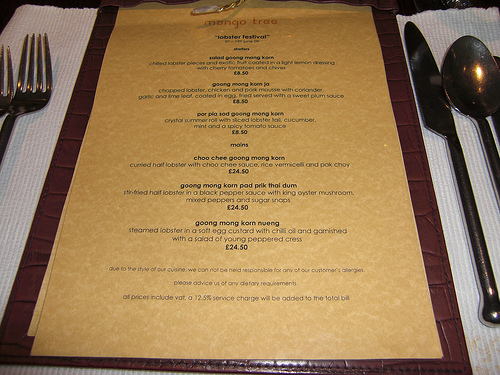 mango tree
"lobster festival"
starters
salad goong mong korn
chilled lobster pieces and exotic fruit coated in a light lemon dressing
with cherry tomatoes and chives
£8.50
goong mong korn jo
chopped lobster, chicken and pork mousse with coriander,
garlic and lime leaf, coated in egg, fried served with a sweet plum sauce
£8.50
por pia sod goong mong korn
crystal summer roll with sliced lobster tail, cucumber,
mint and a spicy tomato sauce
£8.50
mains
choo chee goong mong korn
curried half lobster with choo chee sauce, rice vermicelli and pak choy
£24.50
goong mong korn pad prik thai dum
stir-fried half lobster in a black pepper sauce with king oyster mushroom,
mixed peppers and sugar snaps
£24.50
goong mong korn nueng
steamed lobster in a soft egg custard with chilli oil and garnished
with a salad of young peppered cress
£24.50
due to the style of our cuisine, we can not be held responsible for any of our customer's allergies.
please advice us of any dietary requirements
all prices include vat, a 12.5% service charge will be added to the total bill